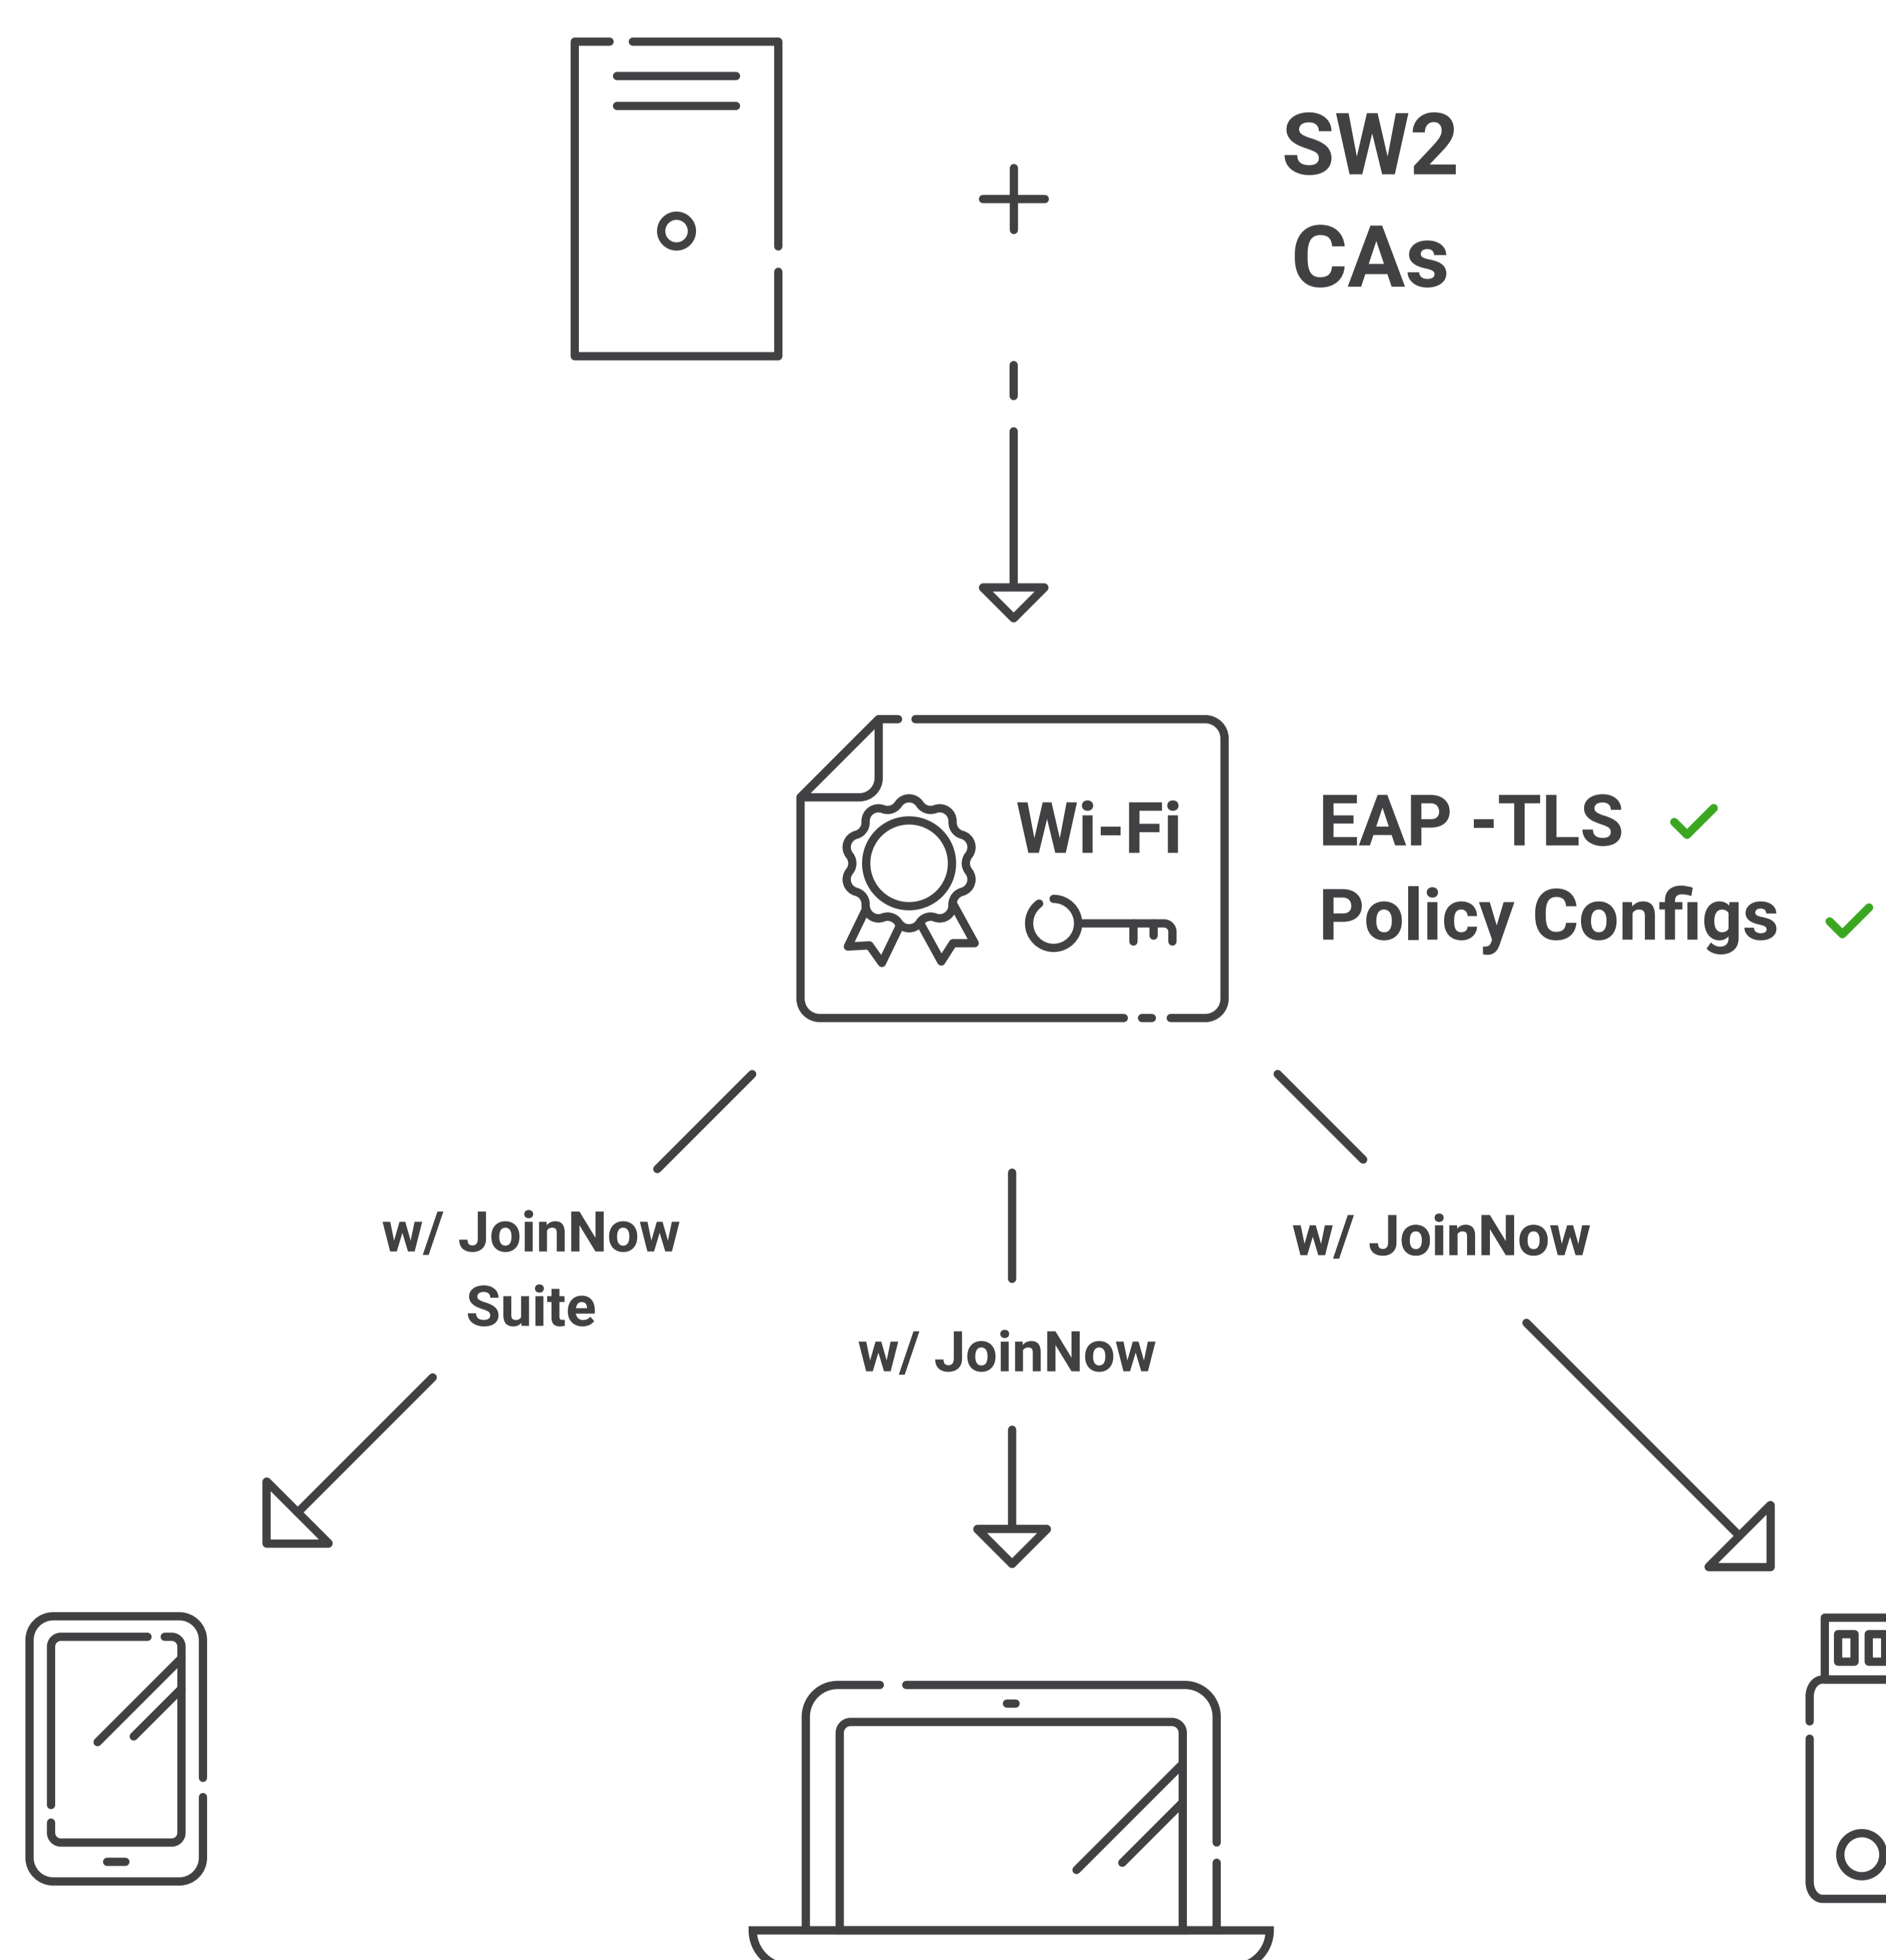 SW2
CAs
Wi-Fi
EAP -TLS
Policy Configs
w/ JoinNow
Suite
w/ JoinNow
w/ JoinNow